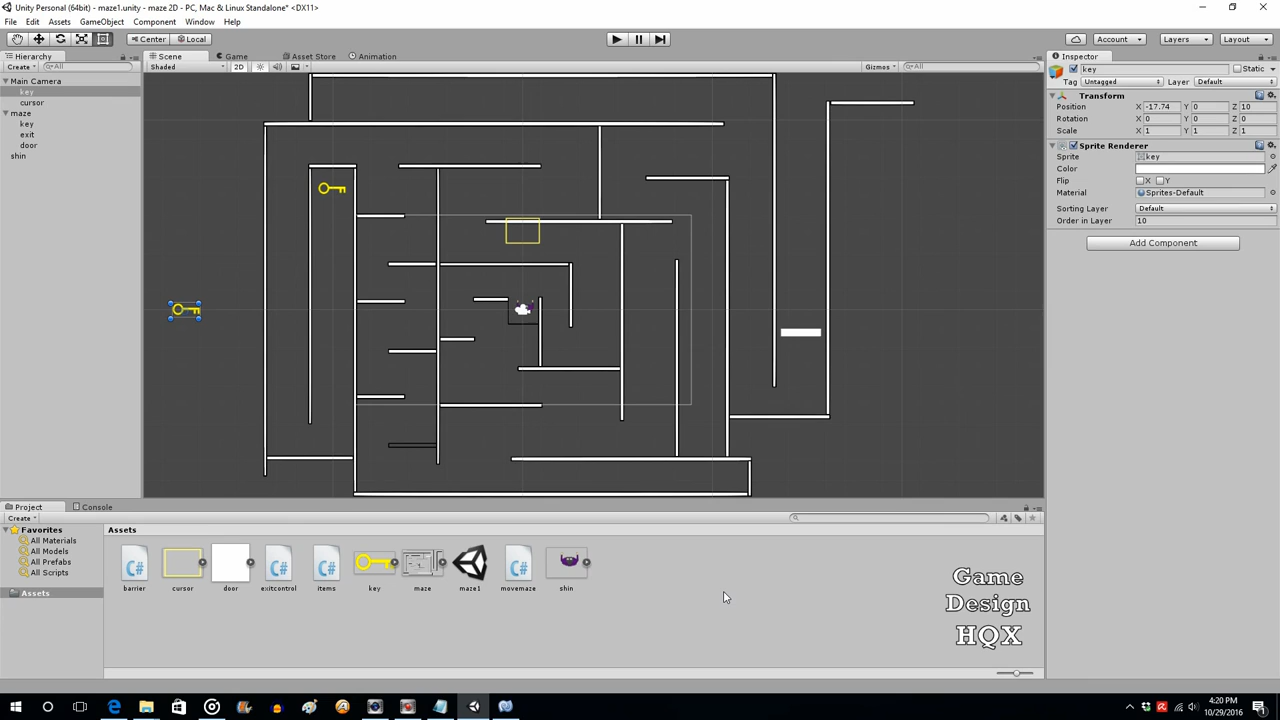 Unity Personal (64bit) - maze1.unity - maze 2D - PC, Mac & Linux Standalone* <DX11>
File Edit Assets GameObject Component Window Help
Center Local Account Layers Layout
Hierarchy Scene Game Asset Store Animation Inspector
Create All Shaded 2D Gizmos All key Static
Tag Untagged Layer Default
Main Camera
key
cursor
maze
key
exit
door
shin
Transform
Position X -17.74 Y 0 Z 10
Rotation X 0 Y 0 Z 0
Scale X 1 Y 1 Z 1
Sprite Renderer
Sprite key
Color
Flip X Y
Material Sprites-Default
Sorting Layer Default
Order in Layer 10
Add Component
Project Console
Create
Favorites
All Materials
All Models
All Prefabs
All Scripts
Assets
Assets
C# C# C# C#
barrier cursor door exitcontrol items key maze maze1 movemaze shin
Game
Design
HQX
4:20 PM
10/29/2016